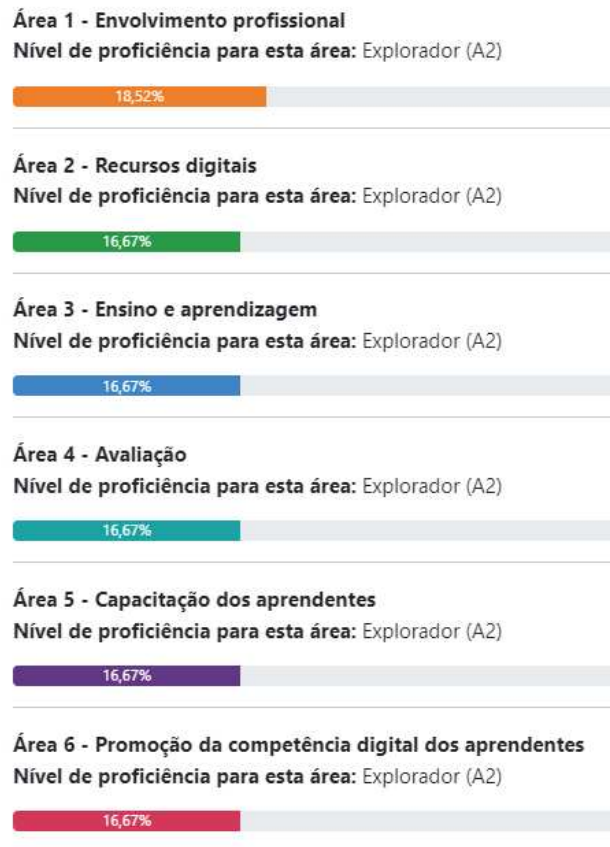 Área 1 - Envolvimento profissional
Nível de proficiência para esta área: Explorador (A2)
18,52%
Área 2 - Recursos digitais
Nível de proficiência para esta área: Explorador (A2)
16,67%
Área 3 - Ensino e aprendizagem
Nível de proficiência para esta área: Explorador (A2)
16,67%
Área 4 - Avaliação
Nível de proficiência para esta área: Explorador (A2)
16,67%
Área 5 - Capacitação dos aprendentes
Nível de proficiência para esta área: Explorador (A2)
16,67%
Área 6 - Promoção da competência digital dos aprendentes
Nível de proficiência para esta área: Explorador (A2)
16,67%